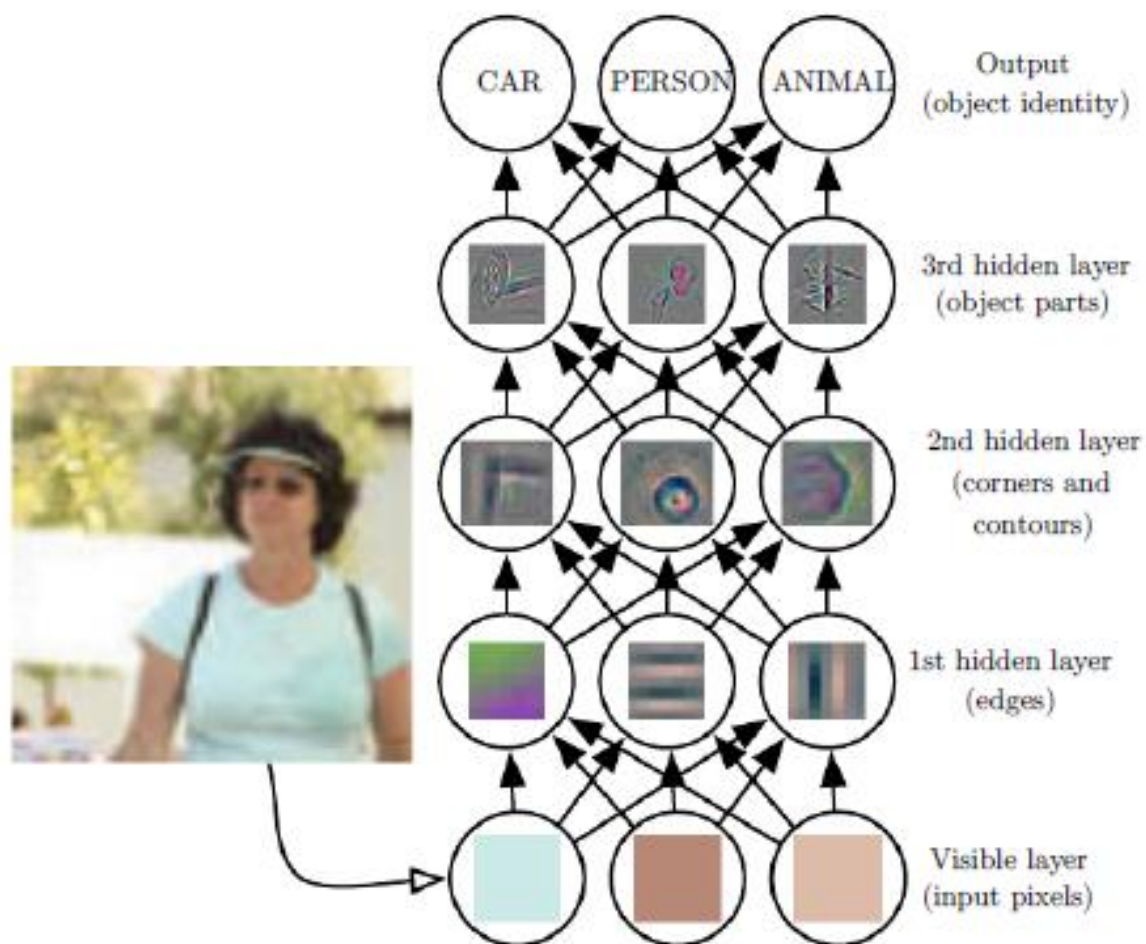 CAR PERSON ANIMAL
Output
(object identity)
3rd hidden layer
(object parts)
2nd hidden layer
(corners and
contours)
1st hidden layer
(edges)
Visible layer
(input pixels)